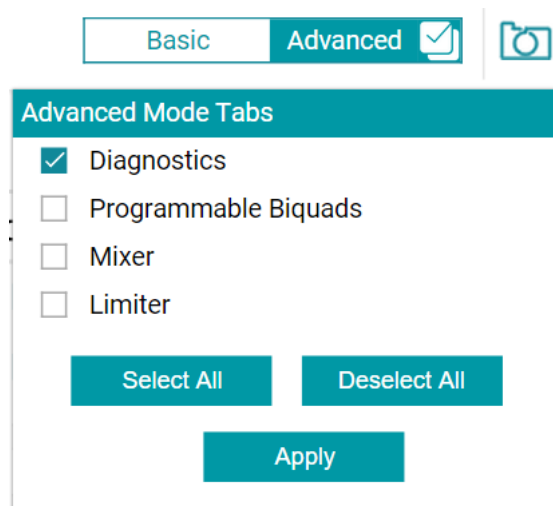 Basic Advanced
Advanced Mode Tabs
Diagnostics
Programmable Biquads
Mixer
Limiter
Select All Deselect All
Apply